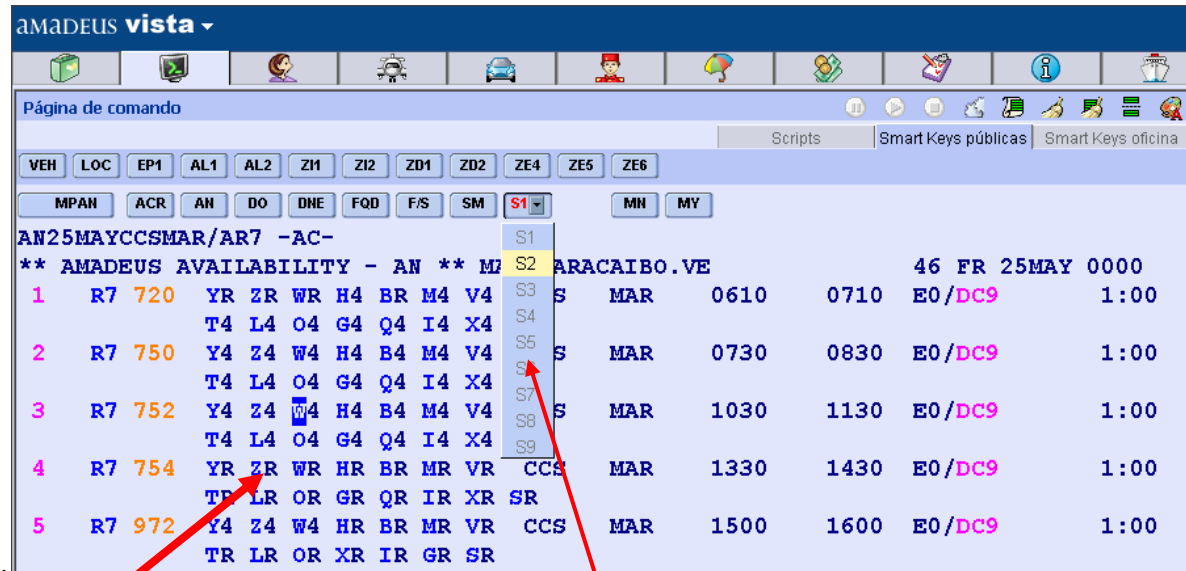 amadeus vista
Página de comando
Scripts Smart Keys públicas Smart Keys oficina
VEH LOC EP1 AL1 AL2 ZI1 ZI2 ZD1 ZD2 ZE4 ZE5 ZE6
MPAN ACR AN DO DNE FQD F/S SM S1 MN MY
S1
S2
S3
S4
S5
S7
S8
S9
AN25MAYCCSMAR/AR7 -AC-
** AMADEUS AVAILABILITY - AN ** ARACAIBO.VE 46 FR 25MAY 0000
1 R7 720 YR ZR WR H4 BR M4 V4 S MAR 0610 0710 E0/DC9 1:00
T4 L4 O4 G4 Q4 I4 X4
2 R7 750 Y4 Z4 W4 H4 B4 M4 V4 S MAR 0730 0830 E0/DC9 1:00
T4 L4 O4 G4 Q4 I4 X4
3 R7 752 Y4 Z4 W4 H4 B4 M4 V4 S MAR 1030 1130 E0/DC9 1:00
T4 L4 O4 G4 Q4 I4 X4
4 R7 754 YR ZR WR HR BR MR VR CCS MAR 1330 1430 E0/DC9 1:00
TR LR OR GR QR IR XR SR
5 R7 972 Y4 Z4 W4 HR BR MR VR CCS MAR 1500 1600 E0/DC9 1:00
TR LR OR XR IR GR SR